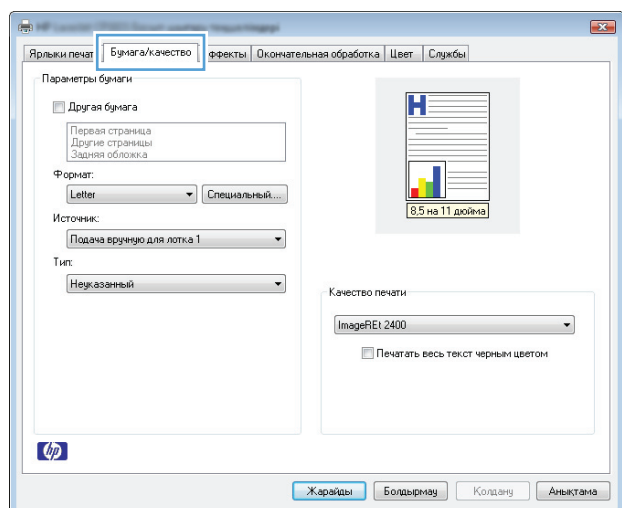 Ярлыки печат Бумага/качество ффекты Окончательная обработка Цвет Службы
Параметры бумаги
Другая бумага
Первая страница
Другие страницы
Задняя обложка
Формат:
Letter Специальный...
Источник:
Подача вручную для лотка 1
Тип:
Неуказанный
H
8,5 на 11 дюйма
Качество печати
ImageREt 2400
Печатать весь текст черным цветом
hp
Жарайды Болдырмау Қолдану Анықтама